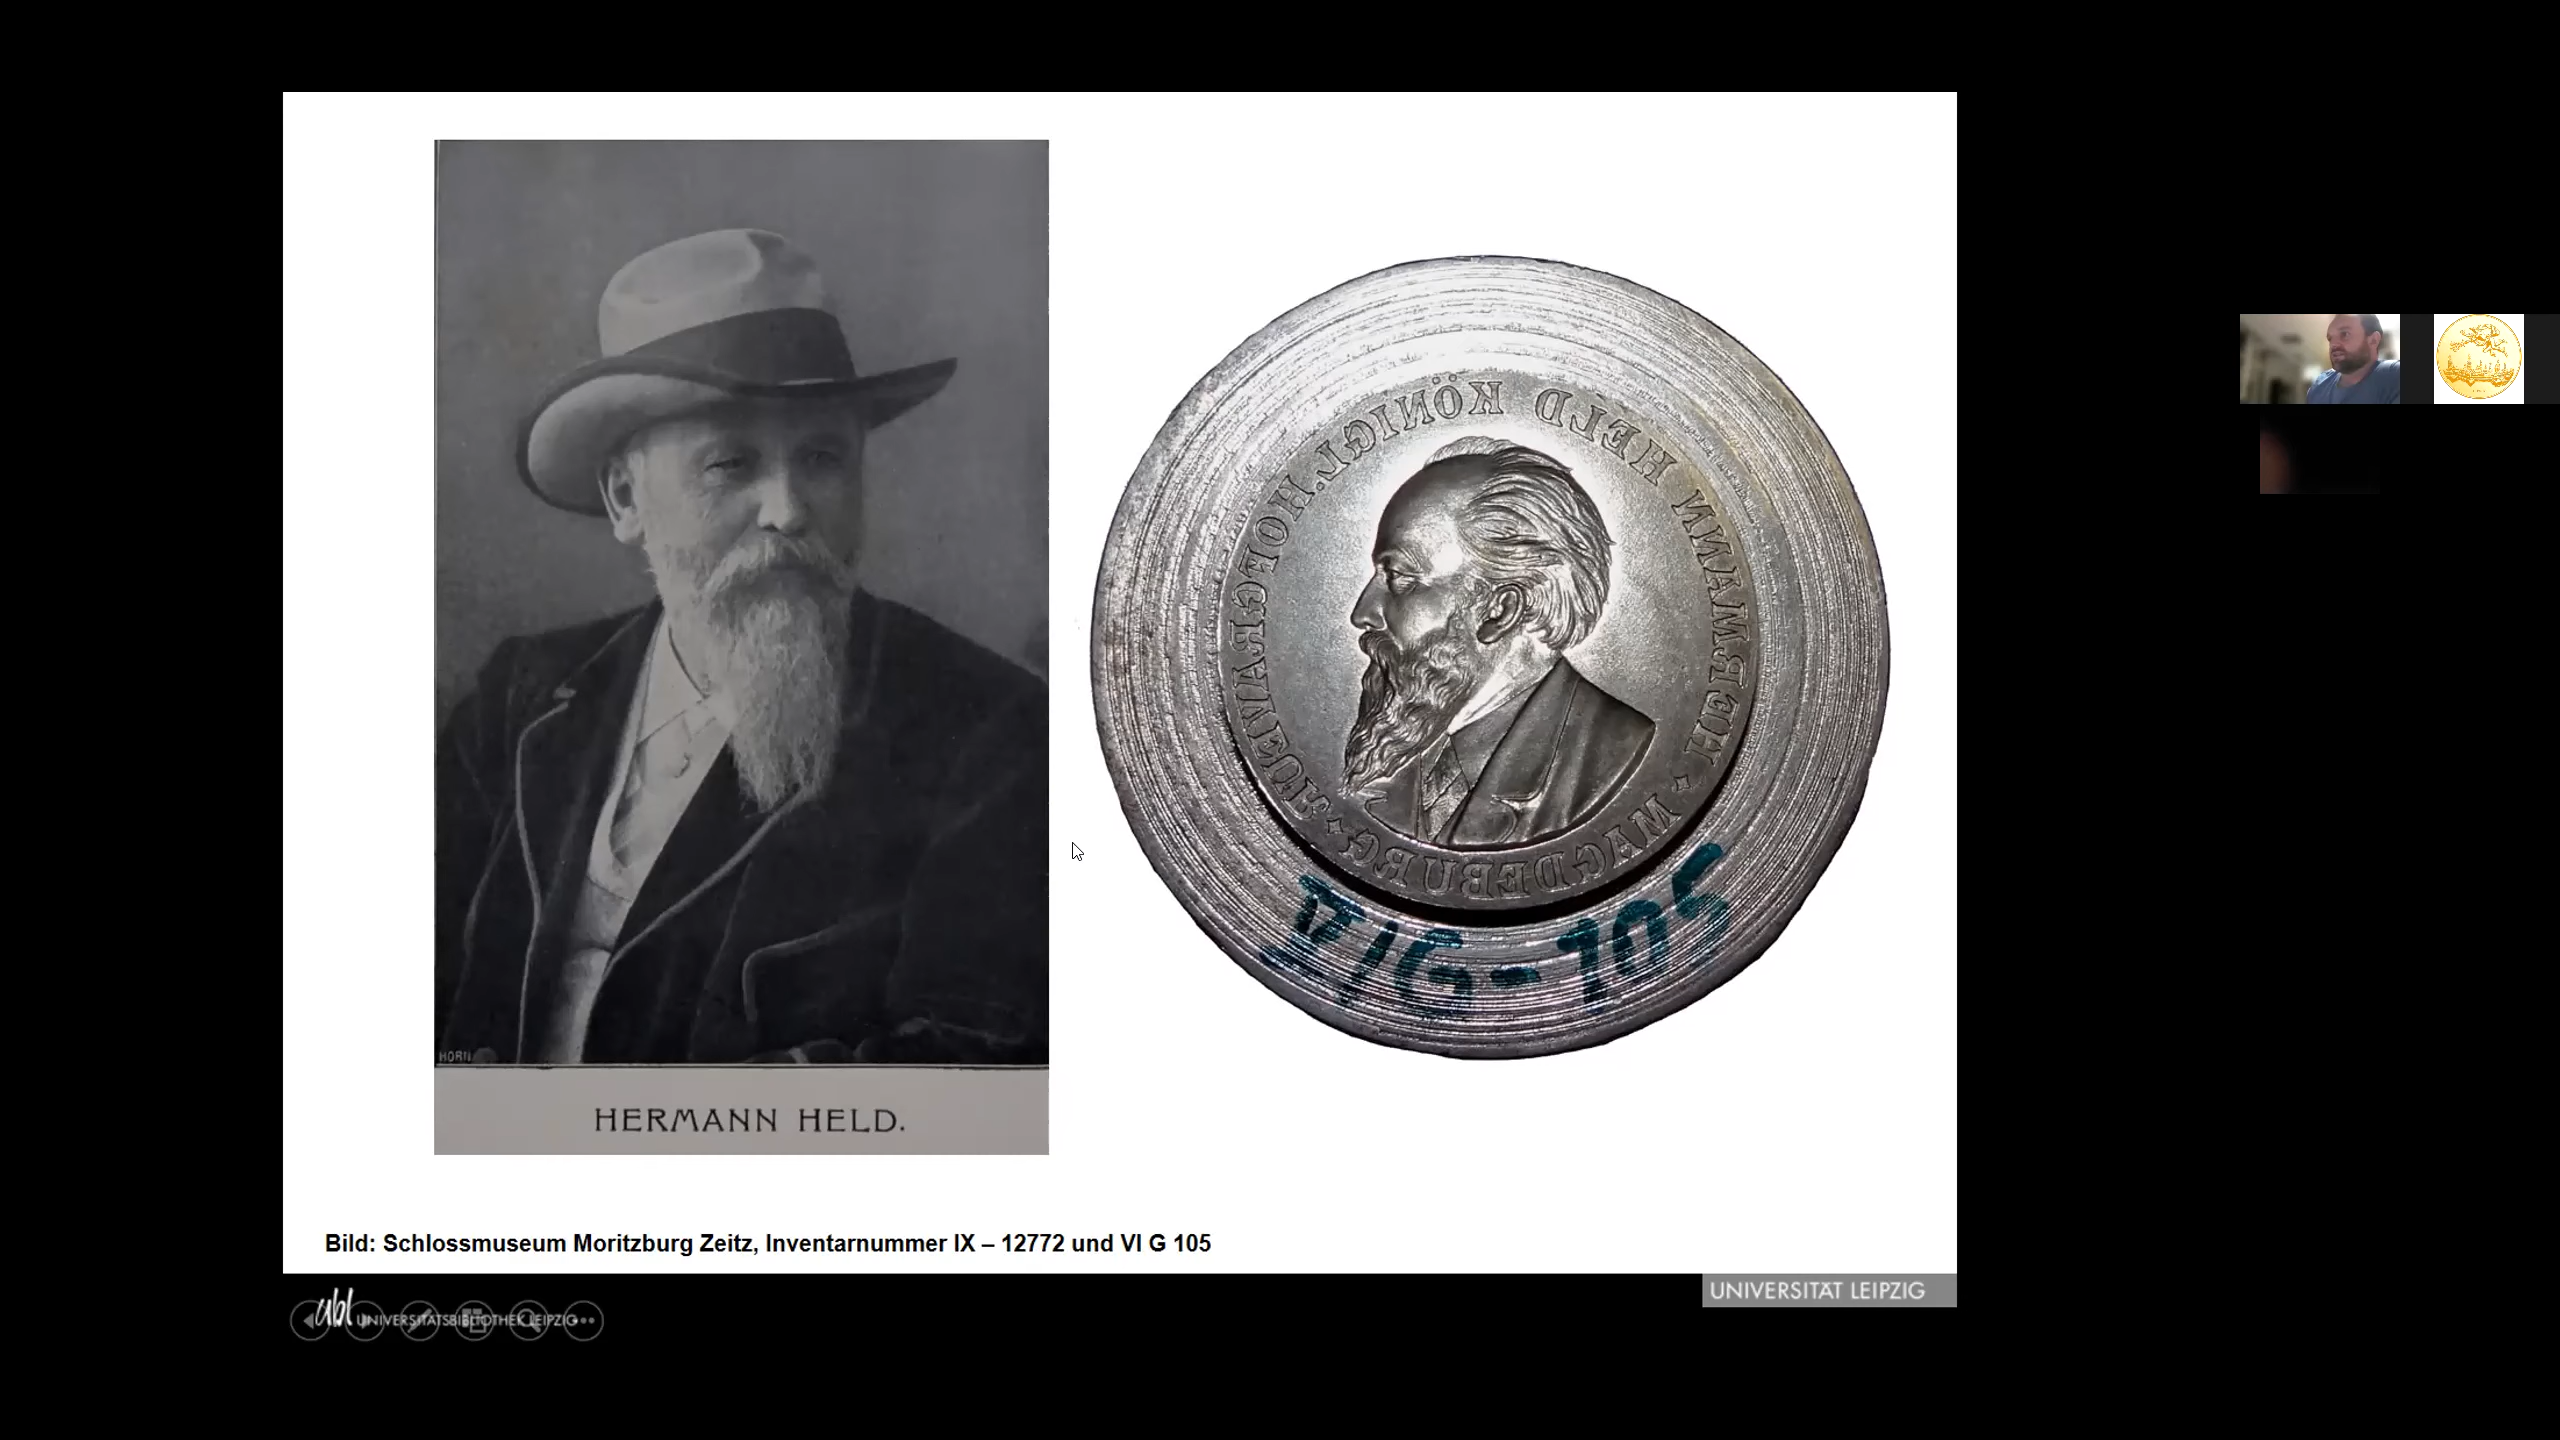 HORN
HERMANN HELD.
HERMANN HELD KÖNIGL. HOFGRAVEUR.
MAGDEBURG
VI G-105
Bild: Schlossmuseum Moritzburg Zeitz, Inventarnummer IX – 12772 und VI G 105
UNIVERSITÄT LEIPZIG
ubl UNIVERSITÄTSBIBLIOTHEK LEIPZIG